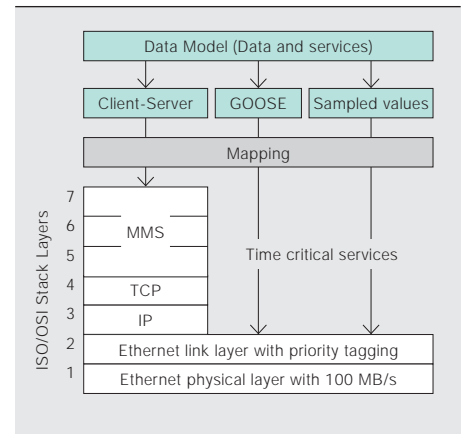 Data Model (Data and services)
Client-Server GOOSE Sampled values
Mapping
ISO/OSI Stack Layers
7
6 MMS
5 Time critical services
4 TCP
3 IP
2 Ethernet link layer with priority tagging
1 Ethernet physical layer with 100 MB/s